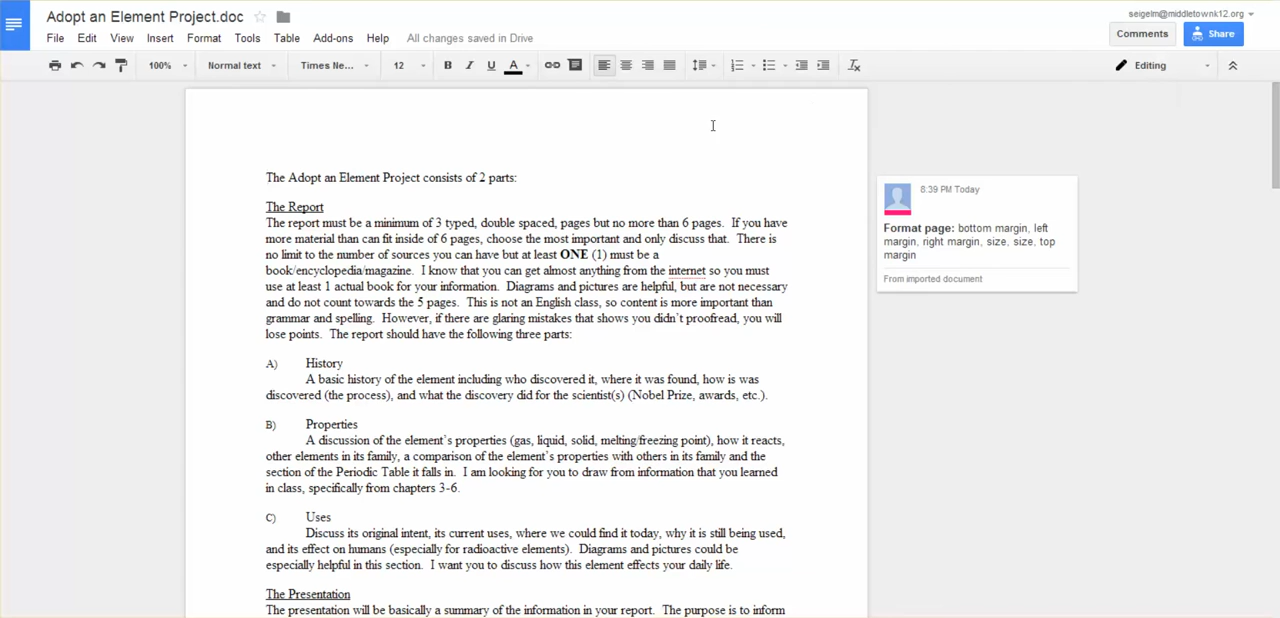 Adopt an Element Project.doc
seigelm@middletownk12.org
File Edit View Insert Format Tools Table Add-ons Help All changes saved in Drive
Comments Share
100% Normal text Times Ne... 12 B I U A Editing
The Adopt an Element Project consists of 2 parts:
The Report
The report must be a minimum of 3 typed, double spaced, pages but no more than 6 pages. If you have
more material than can fit inside of 6 pages, choose the most important and only discuss that. There is
no limit to the number of sources you can have but at least ONE (1) must be a
book/encyclopedia/magazine. I know that you can get almost anything from the internet so you must
use at least 1 actual book for your information. Diagrams and pictures are helpful, but are not necessary
and do not count towards the 5 pages. This is not an English class, so content is more important than
grammar and spelling. However, if there are glaring mistakes that shows you didn't proofread, you will
lose points. The report should have the following three parts:
A) History
A basic history of the element including who discovered it, where it was found, how is was
discovered (the process), and what the discovery did for the scientist(s) (Nobel Prize, awards, etc.).
B) Properties
A discussion of the element's properties (gas, liquid, solid, melting/freezing point), how it reacts,
other elements in its family, a comparison of the element's properties with others in its family and the
section of the Periodic Table it falls in. I am looking for you to draw from information that you learned
in class, specifically from chapters 3-6.
C) Uses
Discuss its original intent, its current uses, where we could find it today, why it is still being used,
and its effect on humans (especially for radioactive elements). Diagrams and pictures could be
especially helpful in this section. I want you to discuss how this element effects your daily life.
The Presentation
The presentation will be basically a summary of the information in your report. The purpose is to inform
8:39 PM Today
Format page: bottom margin, left
margin, right margin, size, size, top
margin
From imported document